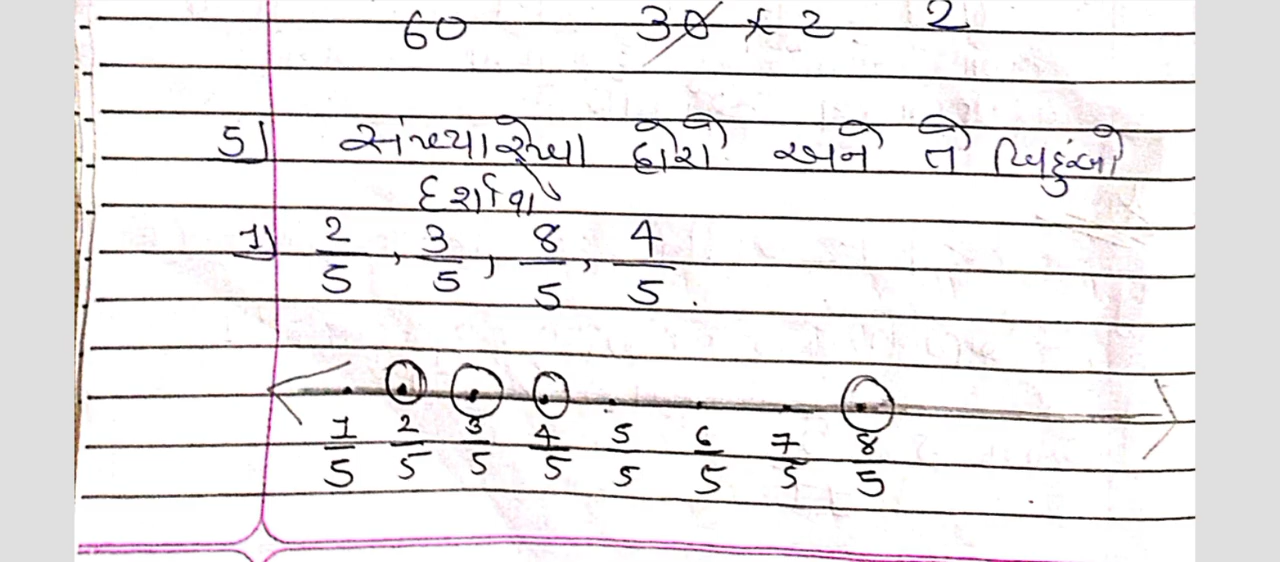 60 30 × 2 2
5) સંખ્યારેખા દોરો અને તે બિંદુઓ
દર્શાવો
1) 2/5 , 3/5 , 8/5 , 4/5 .
1/5 2/5 3/5 4/5 5/5 6/5 7/5 8/5